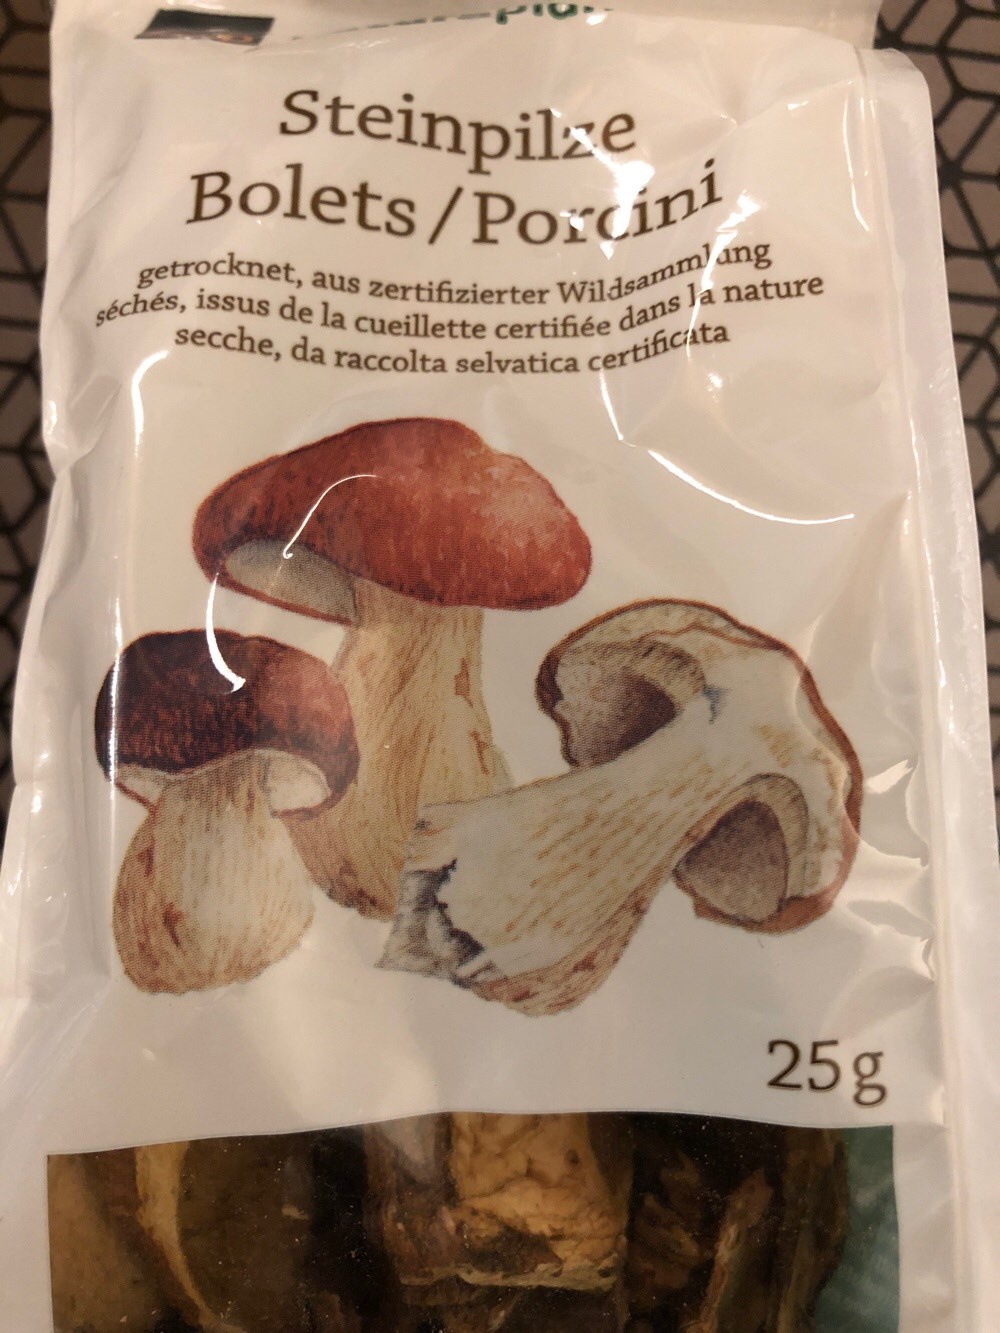 Steinpilze
Bolets/Porcini
getrocknet, aus zertifizierter Wildsammlung
séchés, issus de la cueillette certifiée dans la nature
secche, da raccolta selvatica certificata
25g